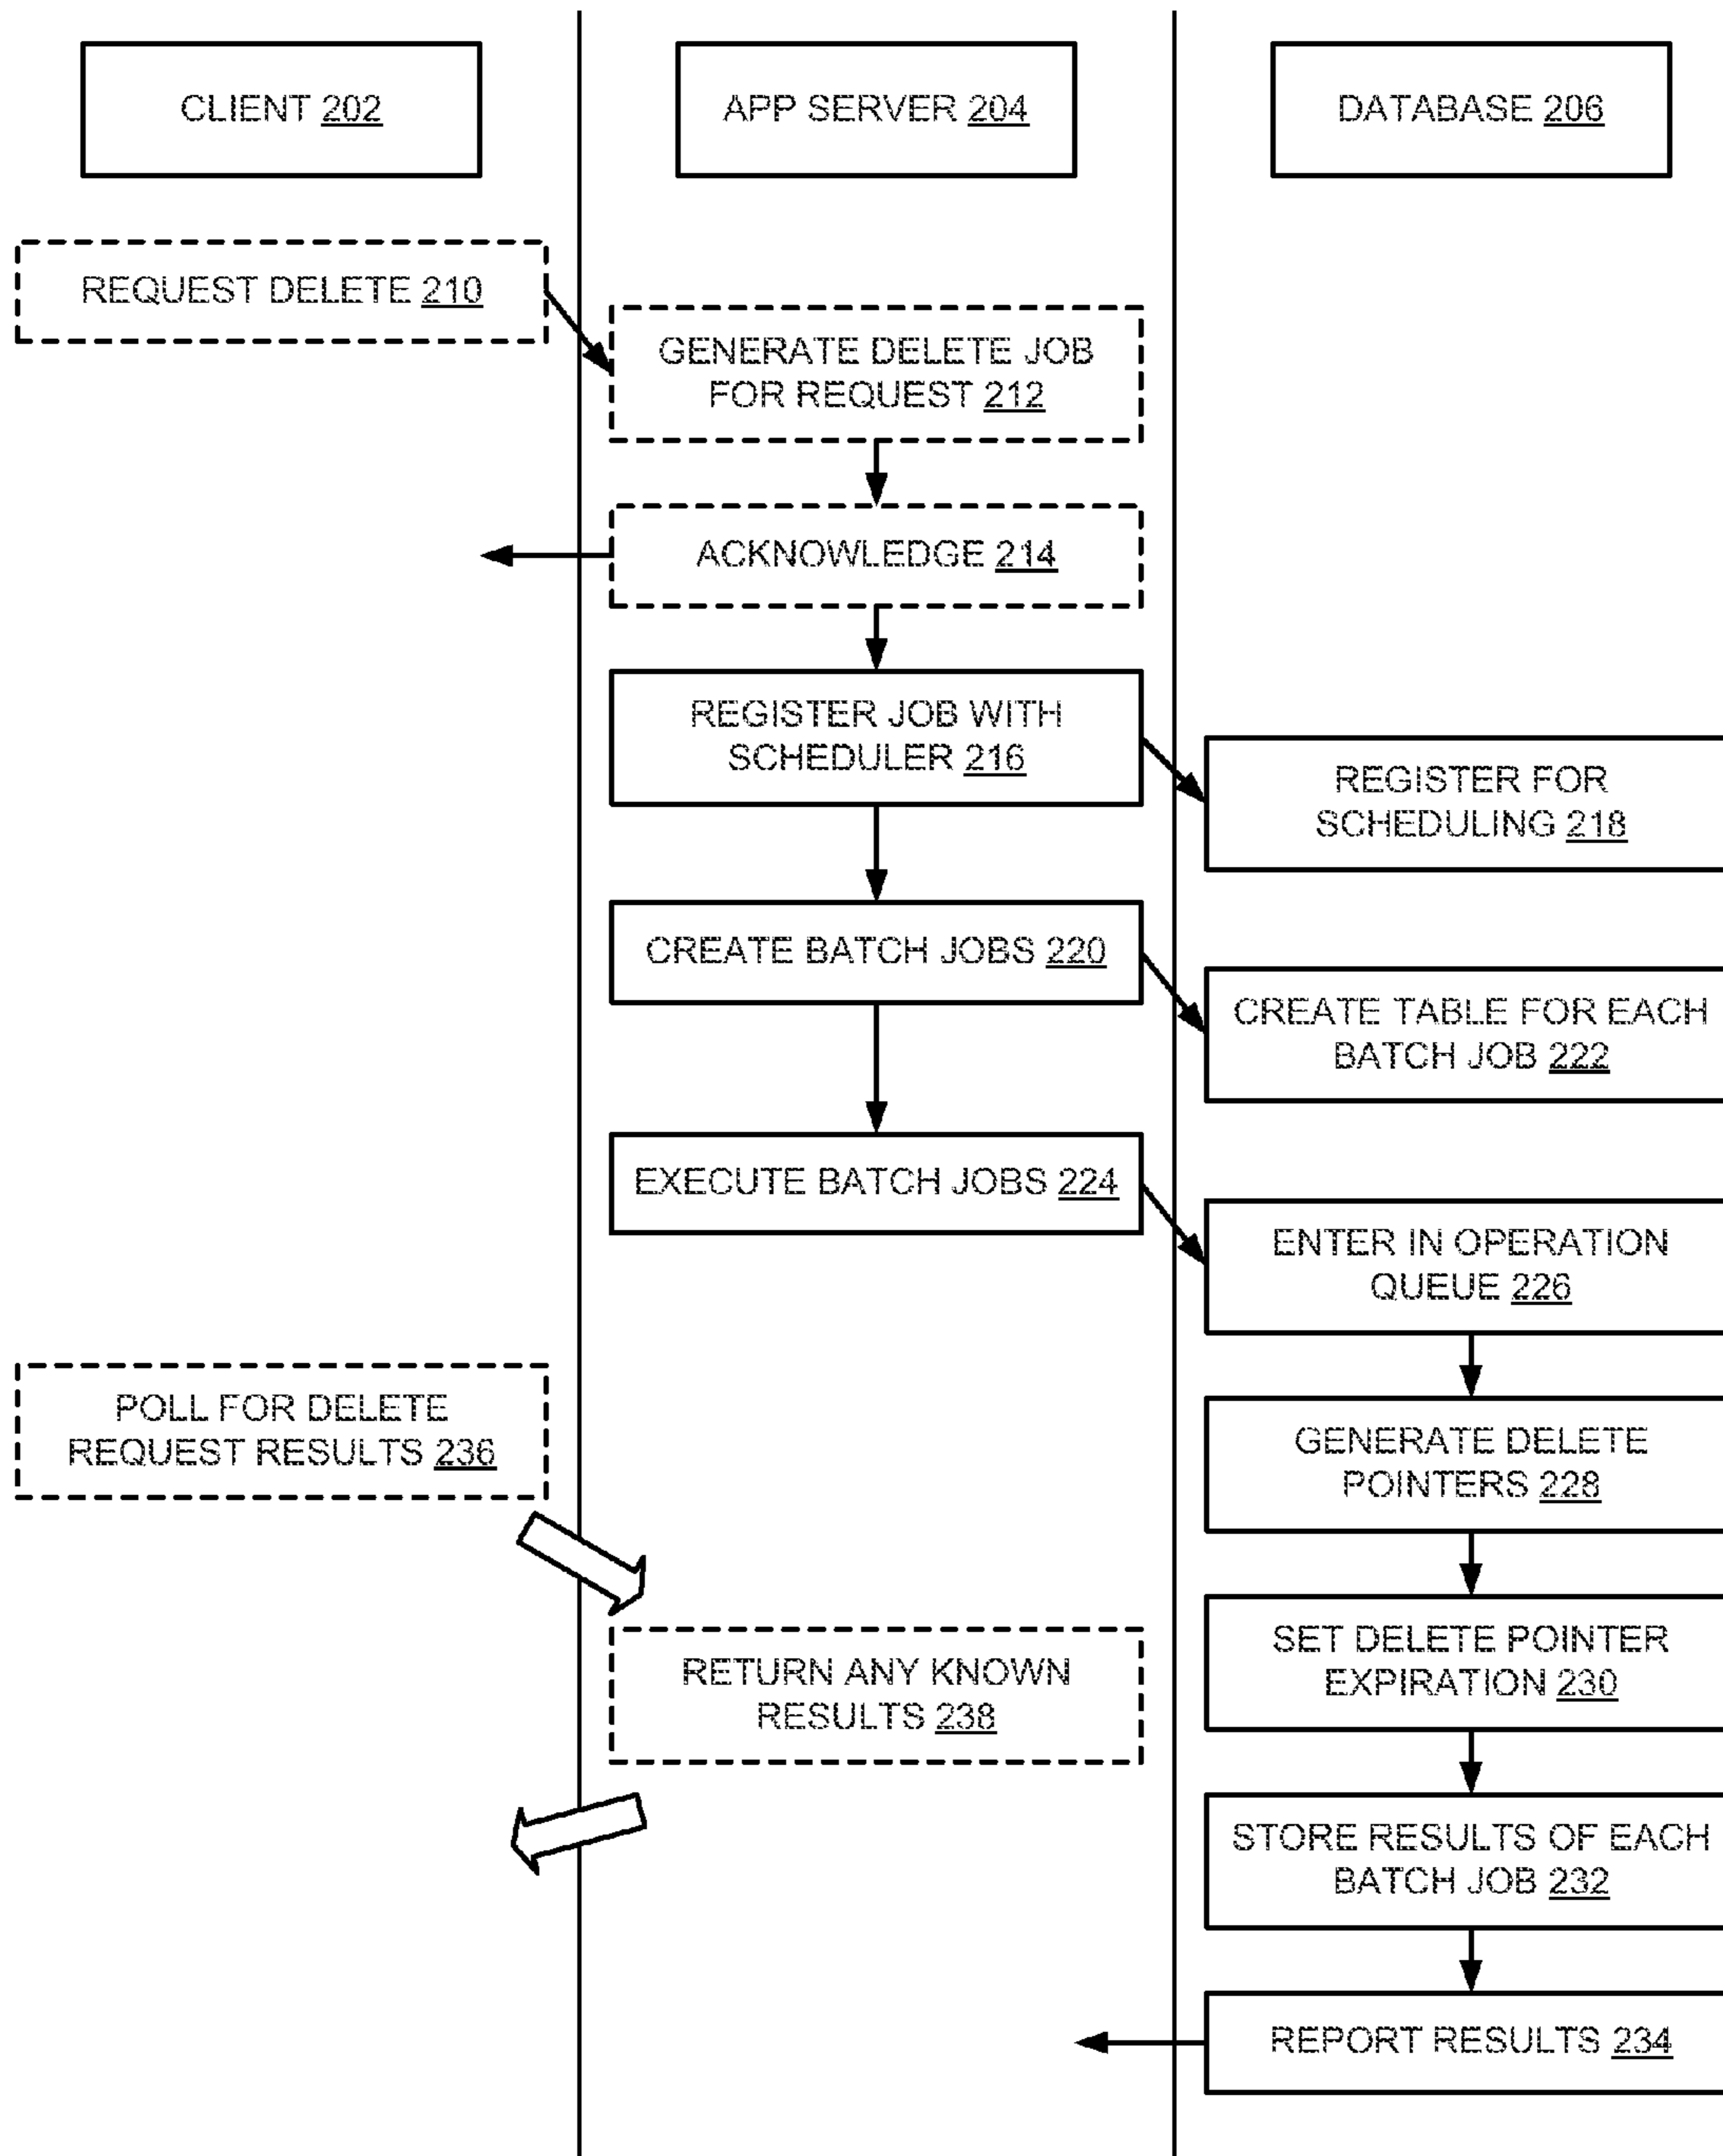 CLIENT 202
APP SERVER 204
DATABASE 206
REQUEST DELETE 210
GENERATE DELETE JOB
FOR REQUEST 212
ACKNOWLEDGE 214
REGISTER JOB WITH
SCHEDULER 216
REGISTER FOR
SCHEDULING 218
CREATE BATCH JOBS 220
CREATE TABLE FOR EACH
BATCH JOB 222
EXECUTE BATCH JOBS 224
ENTER IN OPERATION
QUEUE 226
POLL FOR DELETE
REQUEST RESULTS 236
GENERATE DELETE
POINTERS 228
SET DELETE POINTER
EXPIRATION 230
RETURN ANY KNOWN
RESULTS 238
STORE RESULTS OF EACH
BATCH JOB 232
REPORT RESULTS 234